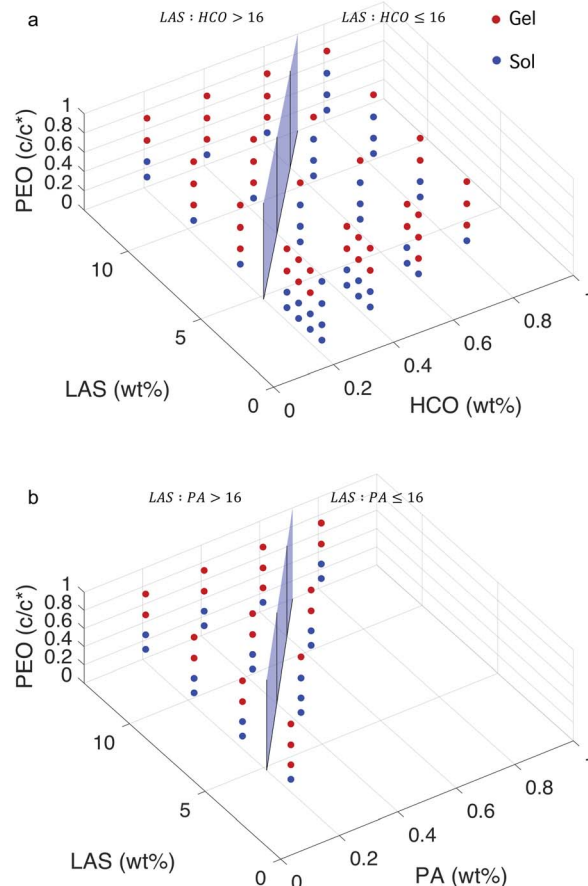 a
LAS : HCO > 16
LAS : HCO ≤ 16
Gel
Sol
PEO (c/c*)
1
0.8
0.6
0.4
0.2
0
10
5
0
LAS (wt%)
0
0.2
0.4
0.6
0.8
1
HCO (wt%)
b
LAS : PA > 16
LAS : PA ≤ 16
PEO (c/c*)
1
0.8
0.6
0.4
0.2
0
10
5
0
LAS (wt%)
0
0.2
0.4
0.6
0.8
PA (wt%)